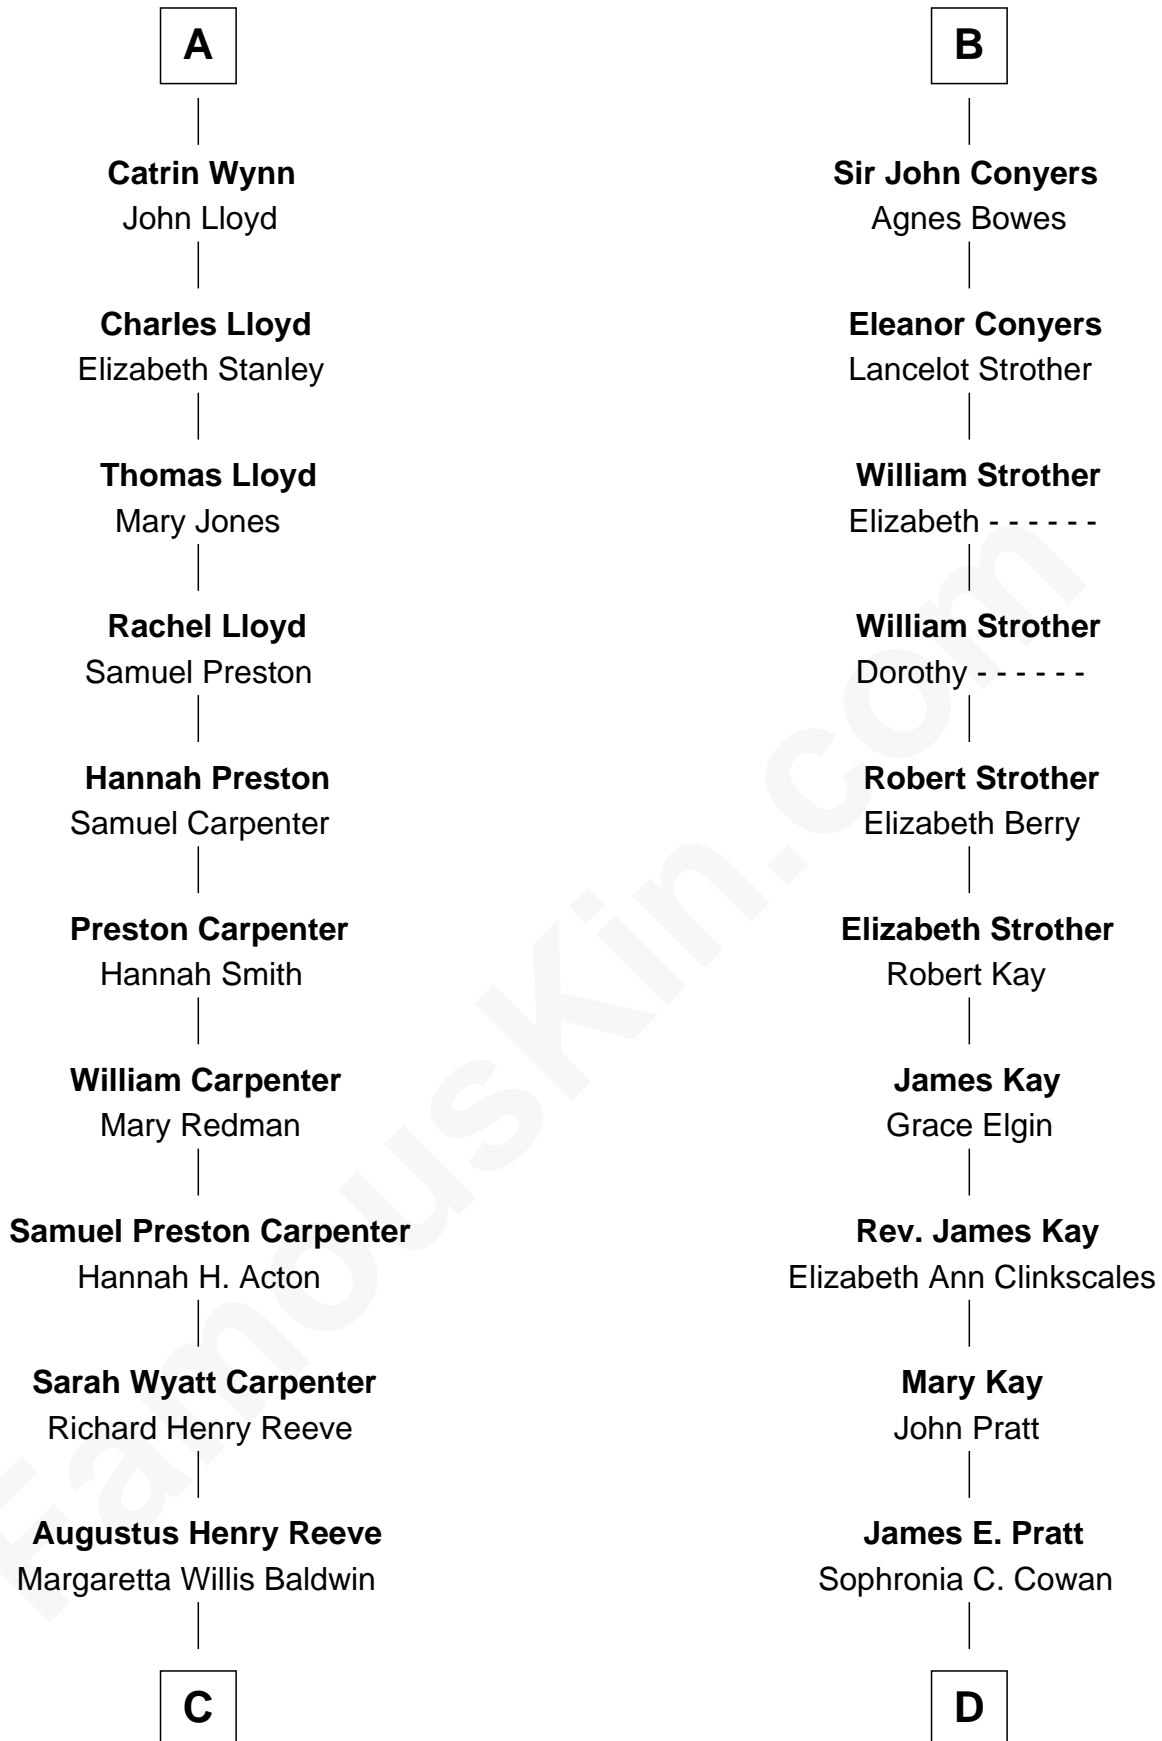 A
Catrin Wynn
John Lloyd
Charles Lloyd
Elizabeth Stanley
Thomas Lloyd
Mary Jones
Rachel Lloyd
Samuel Preston
Hannah Preston
Samuel Carpenter
Preston Carpenter
Hannah Smith
William Carpenter
Mary Redman
Samuel Preston Carpenter
Hannah H. Acton
Sarah Wyatt Carpenter
Richard Henry Reeve
Augustus Henry Reeve
Margaretta Willis Baldwin
C
B
Sir John Conyers
Agnes Bowes
Eleanor Conyers
Lancelot Strother
William Strother
Elizabeth - - - - - -
William Strother
Dorothy - - - - - -
Robert Strother
Elizabeth Berry
Elizabeth Strother
Robert Kay
James Kay
Grace Elgin
Rev. James Kay
Elizabeth Ann Clinkscales
Mary Kay
John Pratt
James E. Pratt
Sophronia C. Cowan
D
FamousKin.com